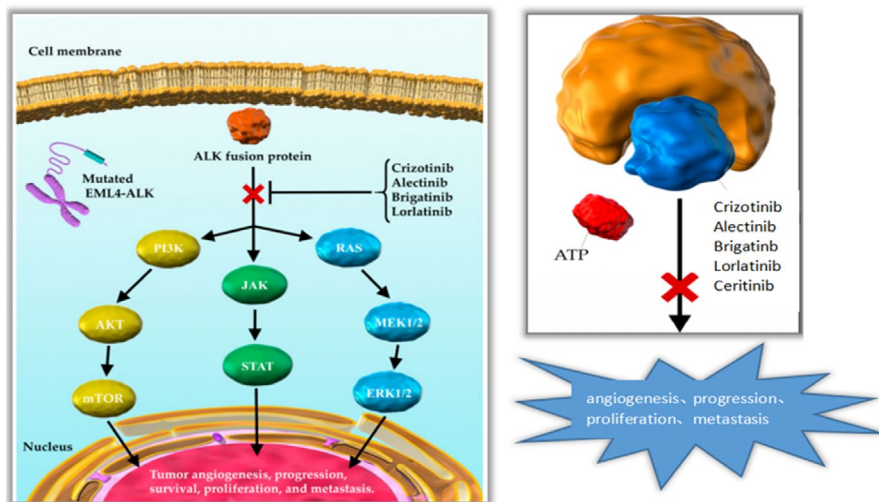 Cell membrane
ALK fusion protein
Mutated
EML4-ALK
Crizotinib
Alectinib
Brigatinib
Lorlatinib
PI3K
RAS
JAK
AKT
MEK1/2
STAT
mTOR
ERK1/2
Nucleus
Tumor angiogenesis, progression,
survival, proliferation, and metastasis.
ATP
Crizotinib
Alectinib
Brigatinb
Lorlatinib
Ceritinib
angiogenesis、progression、
proliferation、metastasis